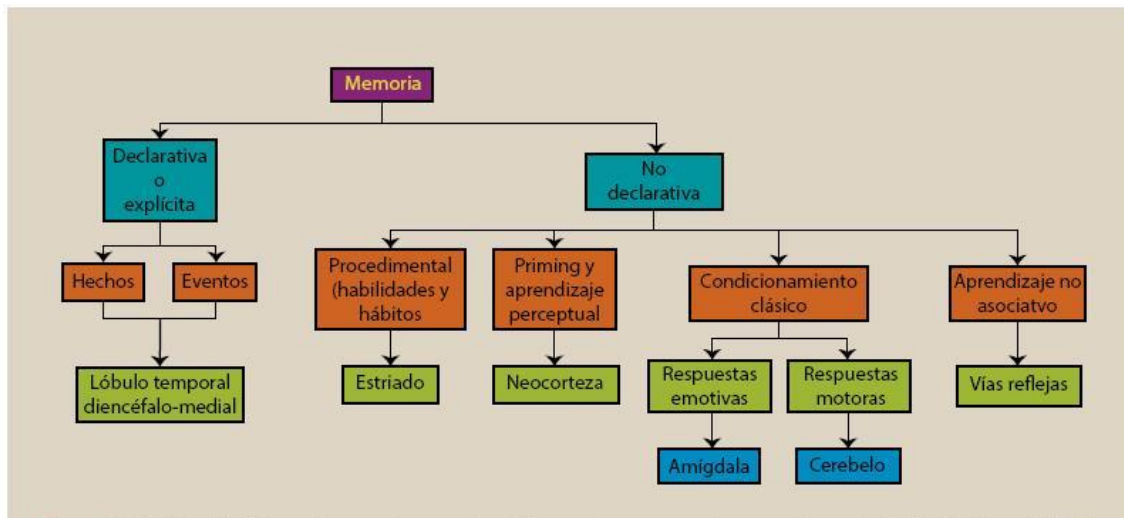 Memoria
Declarativa
o
explícita
No
declarativa
Hechos
Eventos
Procedimental
(habilidades y
hábitos
Priming y
aprendizaje
perceptual
Condicionamiento
clásico
Aprendizaje no
asociatvo
Lóbulo temporal
diencéfalo-medial
Estriado
Neocorteza
Respuestas
emotivas
Respuestas
motoras
Vías reflejas
Amígdala
Cerebelo